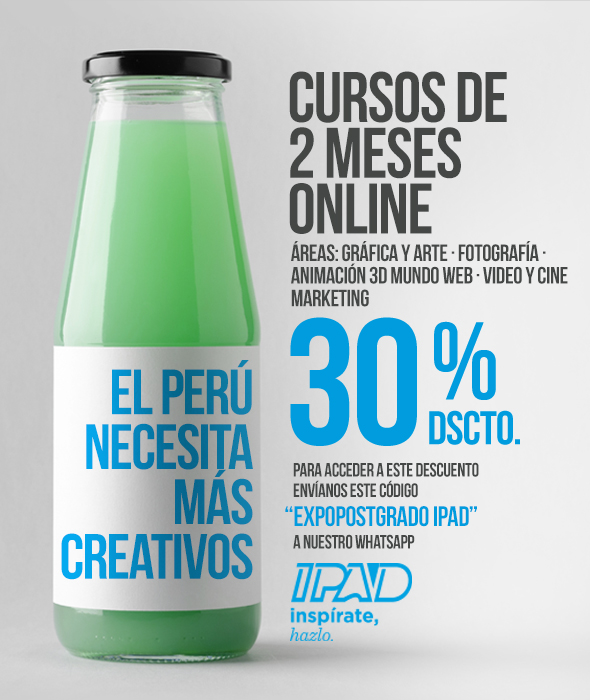 CURSOS DE
2 MESES
ONLINE
ÁREAS: GRÁFICA Y ARTE · FOTOGRAFÍA ·
ANIMACIÓN 3D MUNDO WEB · VIDEO Y CINE
MARKETING
30%
DSCTO.
PARA ACCEDER A ESTE DESCUENTO
ENVÍANOS ESTE CÓDIGO
“EXPOPOSTGRADO IPAD”
A NUESTRO WHATSAPP
IPAD
inspírate,
hazlo.
EL PERÚ
NECESITA
MÁS
CREATIVOS